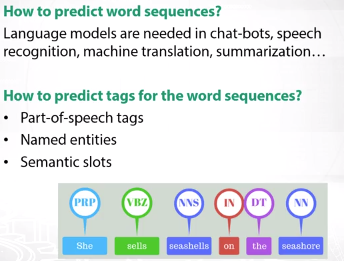 How to predict word sequences?
Language models are needed in chat-bots, speech
recognition, machine translation, summarization…
How to predict tags for the word sequences?
• Part-of-speech tags
• Named entities
• Semantic slots
PRP VBZ NNS IN DT NN
She sells seashells on the seashore